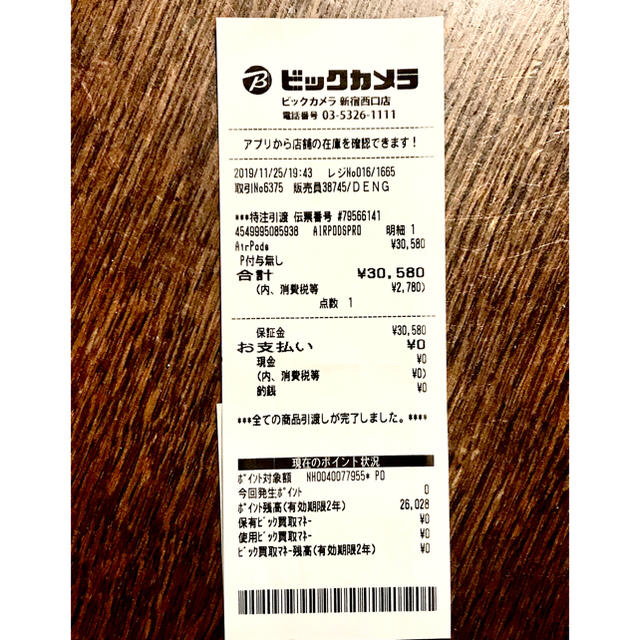 B ビックカメラ
ビックカメラ 新宿西口店
電話番号 03-5326-1111
アプリから店舗の在庫を確認できます!
2019/11/25/19:43 レジNo016/1665
取引No6375 販売員38745/DENG
***特注引渡 伝票番号 #79566141
4549995085938 AIRPODSPRO 明細 1
AirPods ¥30,580
P付与無し
合計 ¥30,580
(内、消費税等 ¥2,780)
点数 1
保証金 ¥30,580
お支払い ¥0
現金 ¥0
(内、消費税等 ¥0)
釣銭 ¥0
***全ての商品引渡しが完了しました。****
現在のポイント状況
ポイント対象額 NH0040077955* P0
今回発生ポイント 0
ポイント残高(有効期限2年) 26,028
保有ビック買取マネー ¥0
使用ビック買取マネー ¥0
ビック買取マネー残高(有効期限2年) ¥0